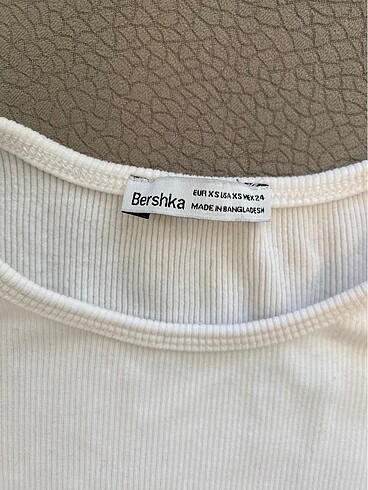 Bershka
EUR XS USA XS MEX 24
MADE IN BANGLADESH